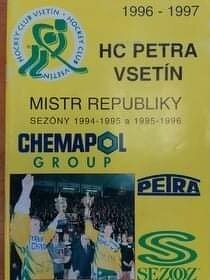 1996 - 1997
HOCKEY CLUB VSETÍN • HOCKEY CLUB
VSETÍN
HC PETRA
VSETÍN
MISTR REPUBLIKY
SEZÓNY 1994-1995 a 1995-1996
CHEMAPOL
GROUP
PETRA
S
SEZOOZ